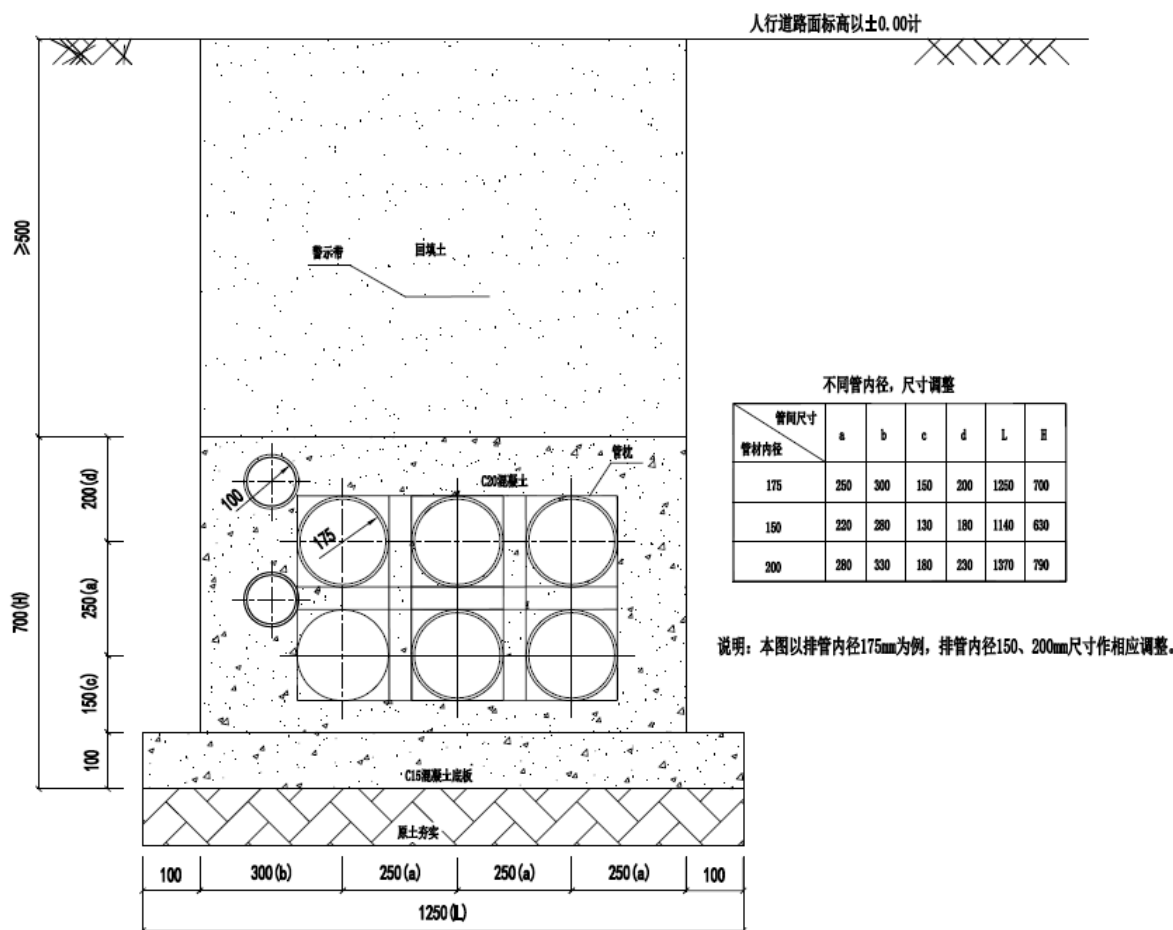 人行道路面标高以±0.00计
≥500
警示带
回填土
不同管内径，尺寸调整
管间尺寸 a b c d L H
管材内径
175 250 300 150 200 1250 700
150 220 280 130 180 1140 630
200 280 330 180 230 1370 790
管枕
C20混凝土
200(d)
100
175
250(a)
700(H)
说明：本图以排管内径175mm为例，排管内径150、200mm尺寸作相应调整。
150(c)
100
C15混凝土底板
原土夯实
100 300(b) 250(a) 250(a) 250(a) 100
1250(L)